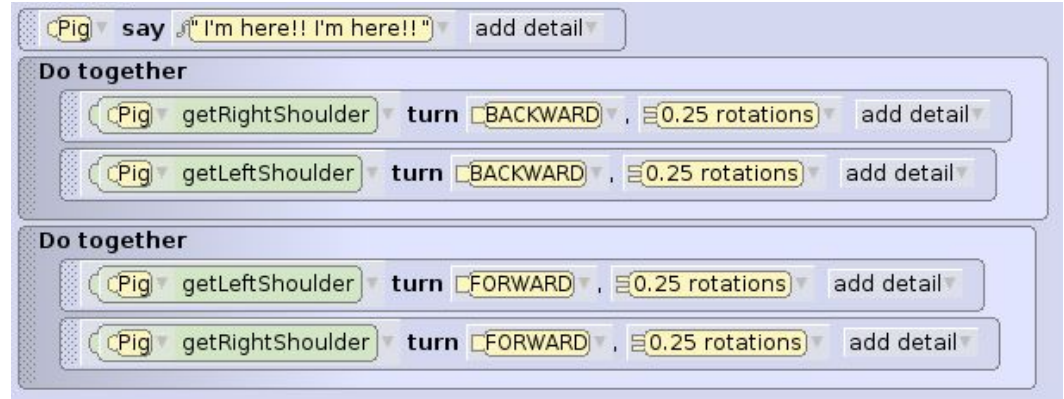 Pig say " I'm here!! I'm here!! " add detail
Do together
( Pig getRightShoulder ) turn BACKWARD , 0.25 rotations add detail
( Pig getLeftShoulder ) turn BACKWARD , 0.25 rotations add detail
Do together
( Pig getLeftShoulder ) turn FORWARD , 0.25 rotations add detail
( Pig getRightShoulder ) turn FORWARD , 0.25 rotations add detail